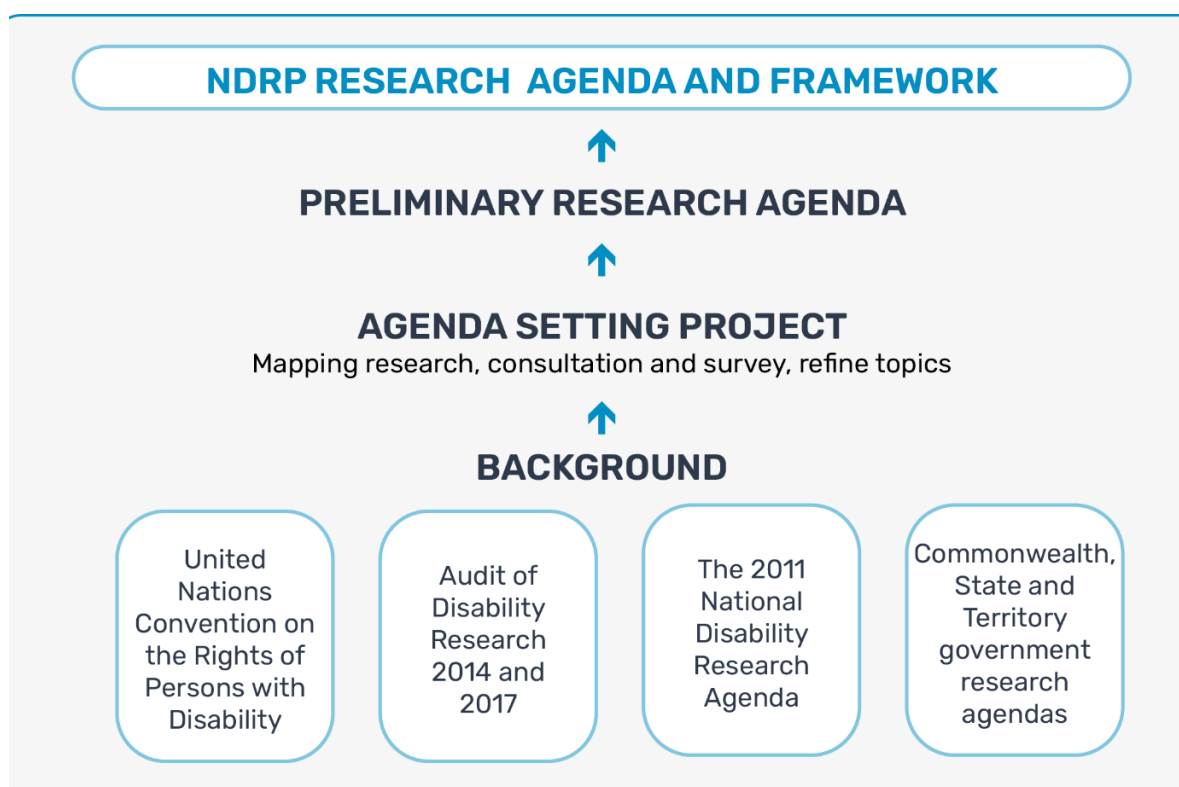 NDRP RESEARCH AGENDA AND FRAMEWORK
PRELIMINARY RESEARCH AGENDA
AGENDA SETTING PROJECT
Mapping research, consultation and survey, refine topics
BACKGROUND
United
Nations
Convention on
the Rights of
Persons with
Disability
Audit of
Disability
Research
2014 and
2017
The 2011
National
Disability
Research
Agenda
Commonwealth,
State and
Territory
government
research
agendas